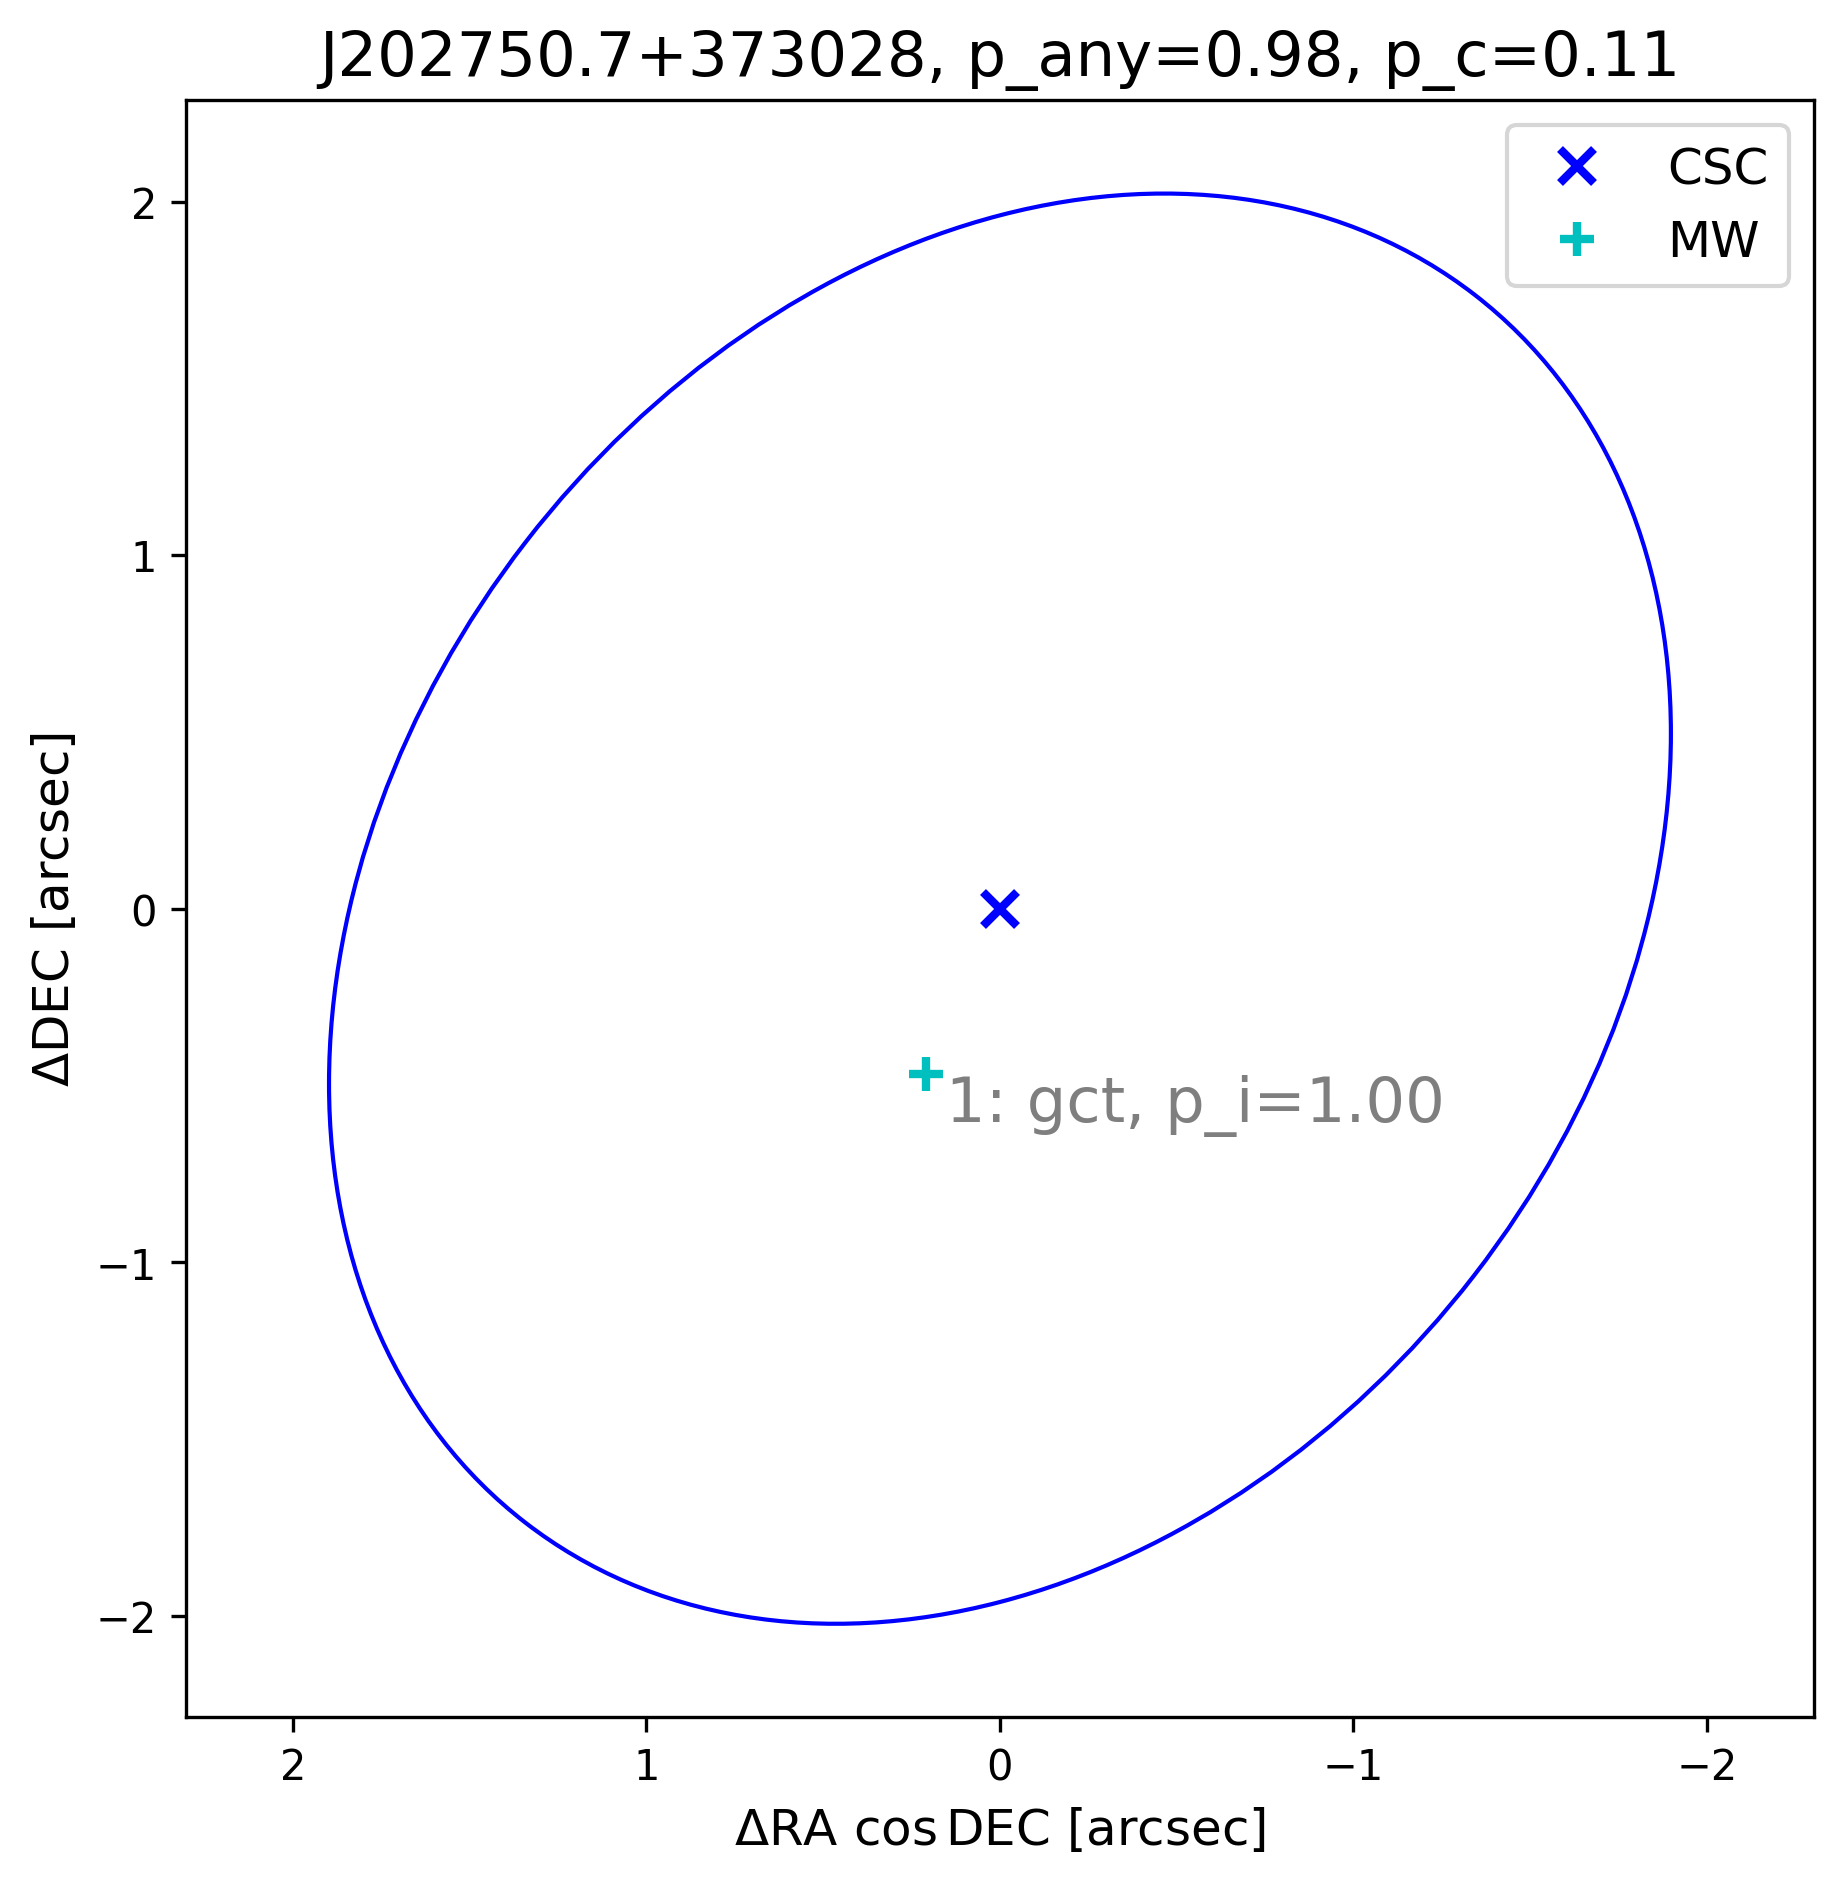 J202750.7+373028, p_any=0.98, p_c=0.11
CSC
MW
2
1
0
−1
−2
ΔDEC [arcsec]
1: gct, p_i=1.00
2 1 0 −1 −2
ΔRA cos DEC [arcsec]